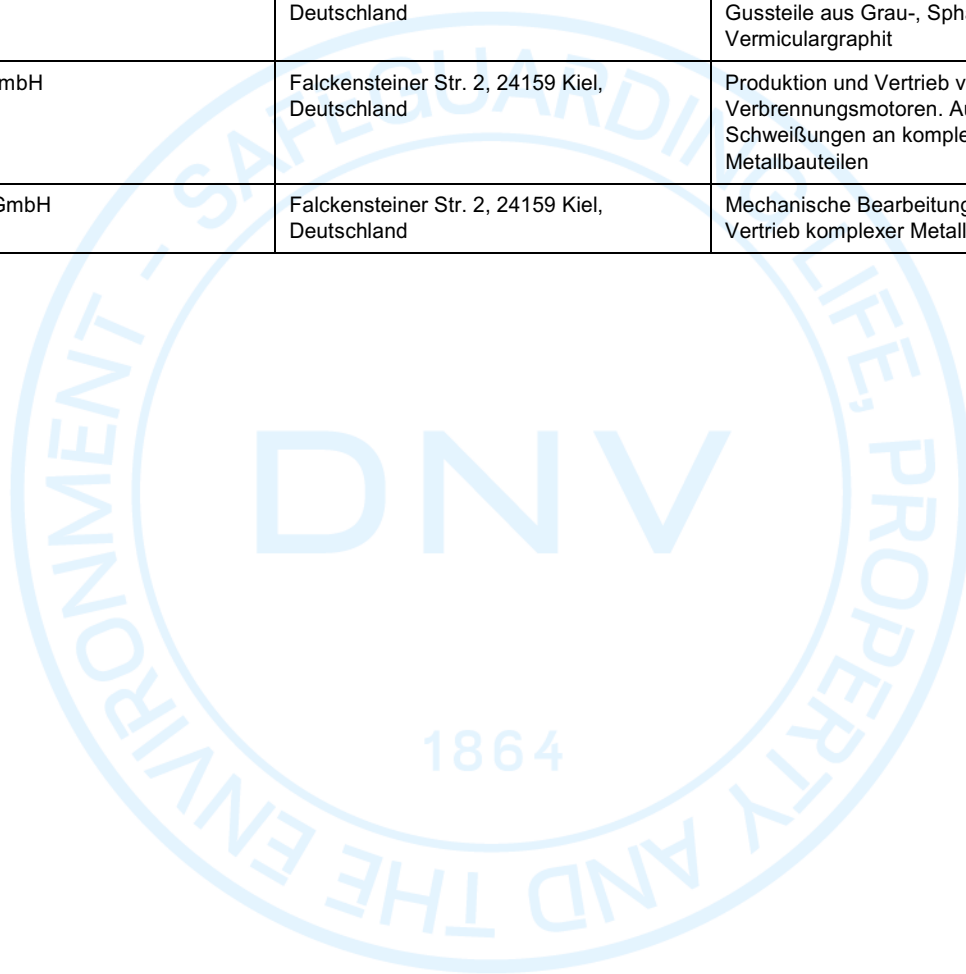 Deutschland
Gussteile aus Grau-, Sph
Vermiculargraphit
mbH
Falckensteiner Str. 2, 24159 Kiel,
Deutschland
Produktion und Vertrieb v
Verbrennungsmotoren. Au
Schweißungen an komple
Metallbauteilen
GmbH
Falckensteiner Str. 2, 24159 Kiel,
Deutschland
Mechanische Bearbeitung
Vertrieb komplexer Metall
SAFEGUARDING LIFE, PROPERTY AND THE ENVIRONMENT -
DNV
1864